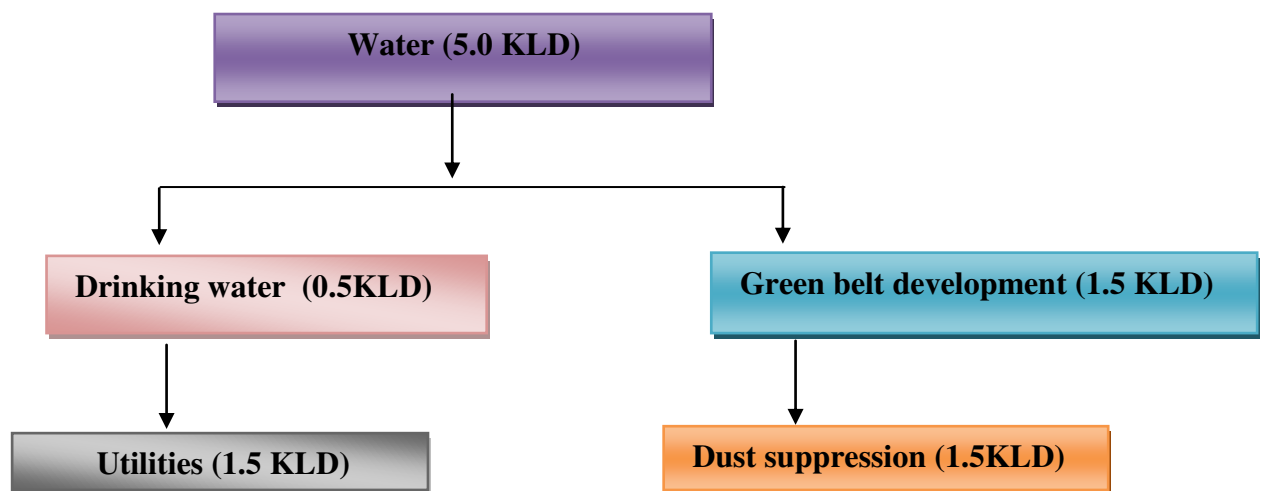 Water (5.0 KLD)
Drinking water (0.5KLD)
Green belt development (1.5 KLD)
Utilities (1.5 KLD)
Dust suppression (1.5KLD)